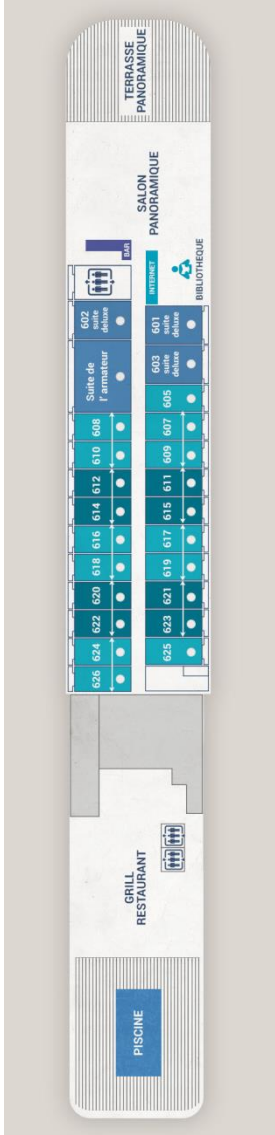 TERRASSE
PANORAMIQUE
SALON
PANORAMIQUE
BAR
INTERNET
BIBLIOTHEQUE
602
suite
deluxe
601
suite
deluxe
Suite de
l' armateur
603
suite
deluxe
605
608
607
610
609
612
611
614
615
616
617
618
619
620
621
622
623
624
625
626
GRILL
RESTAURANT
PISCINE